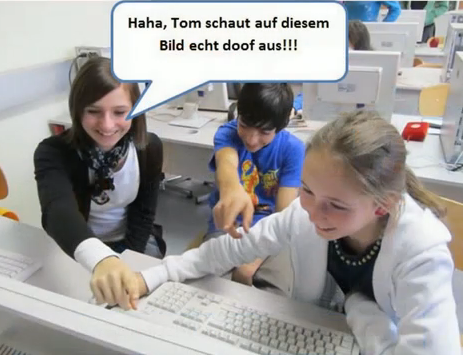 Haha, Tom schaut auf diesem
Bild echt doof aus!!!